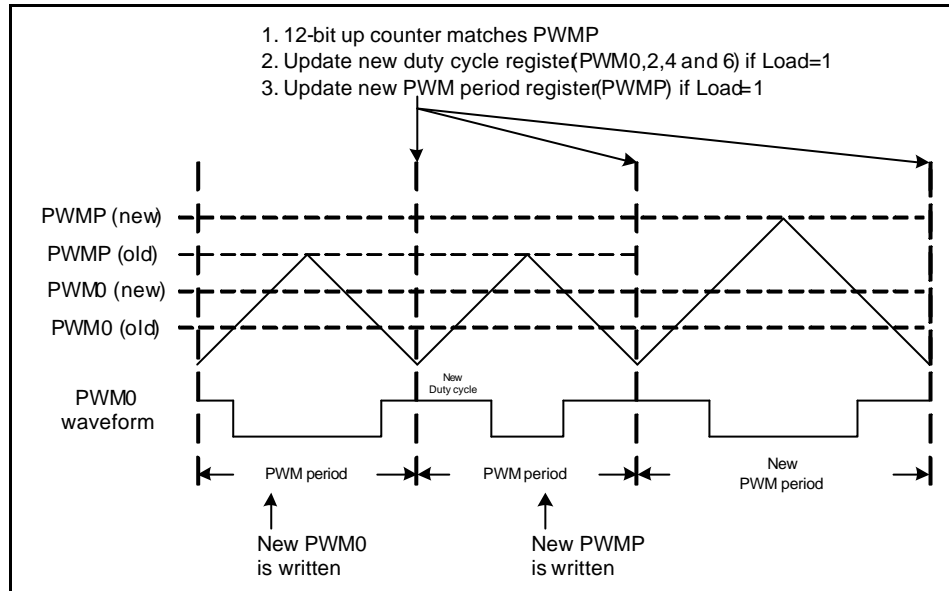 1. 12-bit up counter matches PWMP
2. Update new duty cycle register(PWM0,2,4 and 6) if Load=1
3. Update new PWM period register(PWMP) if Load=1
PWMP (new)
PWMP (old)
PWM0 (new)
PWM0 (old)
PWM0
waveform
New
Duty cycle
PWM period
PWM period
New
PWM period
New PWM0
is written
New PWMP
is written